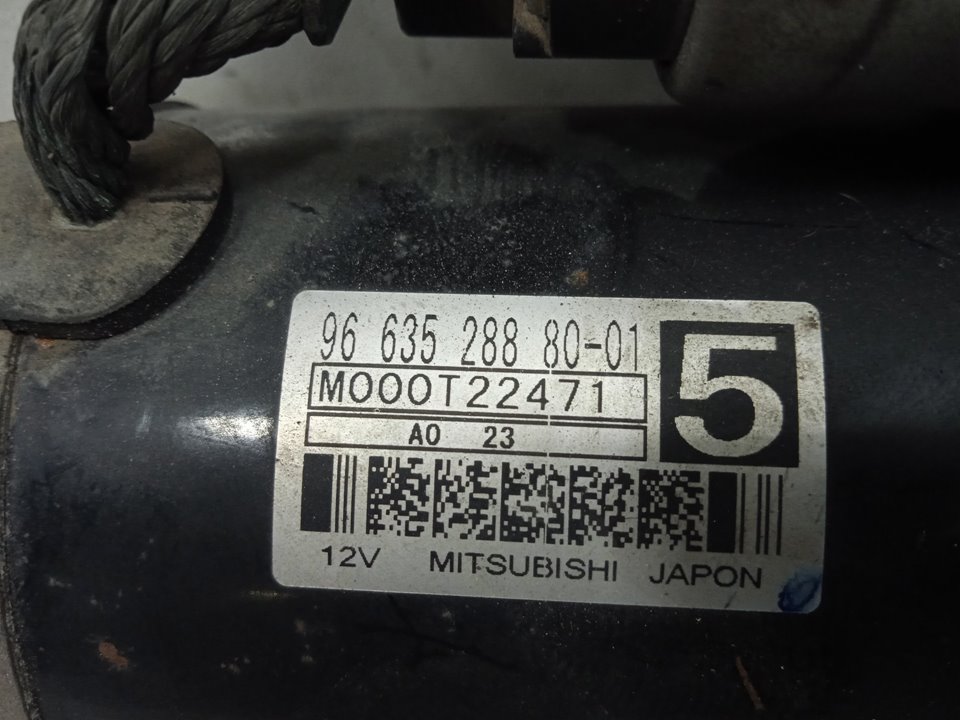 96 635 288 80-01
5
M000T22471
A0 23
12V MITSUBISHI JAPON